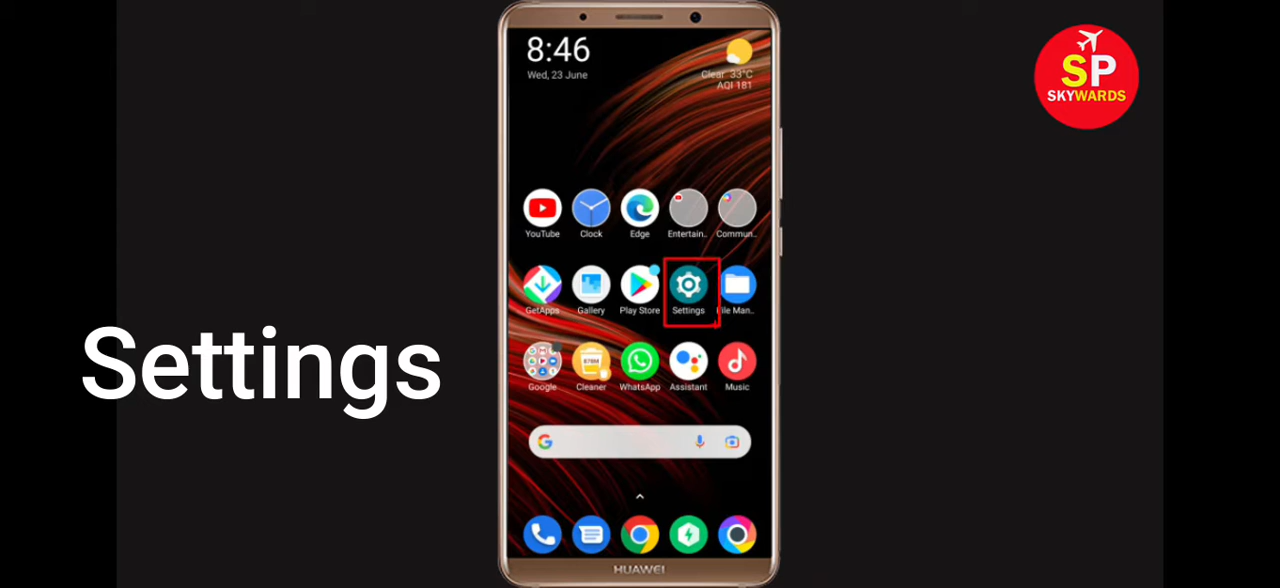 8:46
Wed, 23 June
Clear 33°C
AQI 181
SP
SKYWARDS
YouTube
Clock
Edge
Entertain..
Commun..
GetApps
Gallery
Play Store
Settings
File Man..
Settings
Google
Cleaner
WhatsApp
Assistant
Music
HUAWEI